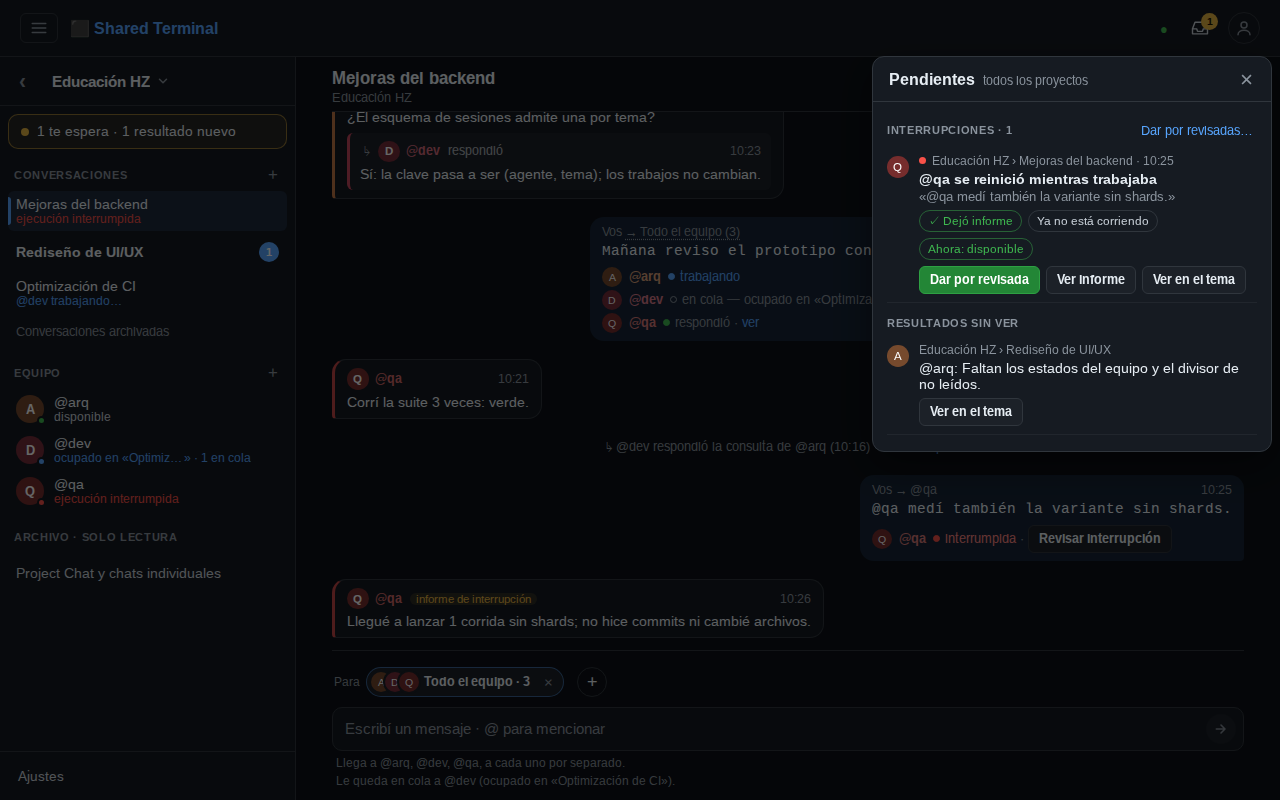 Shared Terminal
1
Educación HZ
1 te espera · 1 resultado nuevo
CONVERSACIONES +
Mejoras del backend
ejecución interrumpida
Rediseño de UI/UX 1
Optimización de CI
@dev trabajando…
Conversaciones archivadas
EQUIPO +
A @arq
disponible
D @dev
ocupado en «Optimiz…» · 1 en cola
Q @qa
ejecución interrumpida
ARCHIVO · SOLO LECTURA
Project Chat y chats individuales
Ajustes
Mejoras del backend
Educación HZ
¿El esquema de sesiones admite una por tema?
↳ D @dev respondió 10:23
Sí: la clave pasa a ser (agente, tema); los trabajos no cambian.
Vos → Todo el equipo (3)
Mañana reviso el prototipo con
A @arq trabajando
D @dev en cola — ocupado en «Optimiza
Q @qa respondió · ver
Q @qa 10:21
Corrí la suite 3 veces: verde.
↳ @dev respondió la consulta de @arq (10:16)
Vos → @qa 10:25
@qa medí también la variante sin shards.
Q @qa interrumpida · Revisar interrupción
Q @qa informe de interrupción 10:26
Llegué a lanzar 1 corrida sin shards; no hice commits ni cambié archivos.
Para A D Q Todo el equipo · 3 × +
Escribí un mensaje · @ para mencionar
Llega a @arq, @dev, @qa, a cada uno por separado.
Le queda en cola a @dev (ocupado en «Optimización de CI»).
Pendientes todos los proyectos ✕
INTERRUPCIONES · 1 Dar por revisadas…
Q Educación HZ › Mejoras del backend · 10:25
@qa se reinició mientras trabajaba
«@qa medí también la variante sin shards.»
✓ Dejó informe Ya no está corriendo
Ahora: disponible
Dar por revisada Ver informe Ver en el tema
RESULTADOS SIN VER
A Educación HZ › Rediseño de UI/UX
@arq: Faltan los estados del equipo y el divisor de
no leídos.
Ver en el tema